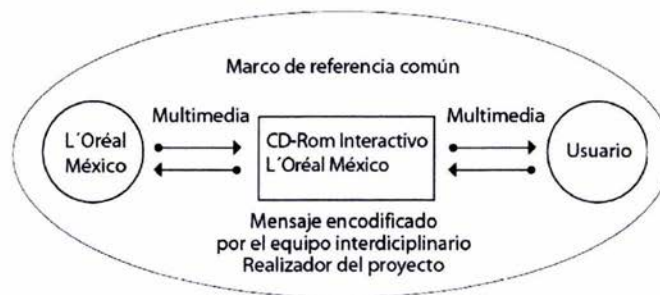 Marco de referencia común
Multimedia
Multimedia
L´Oréal
México
CD-Rom Interactivo
L´Oréal México
Usuario
Mensaje encodificado
por el equipo interdiciplinario
Realizador del proyecto